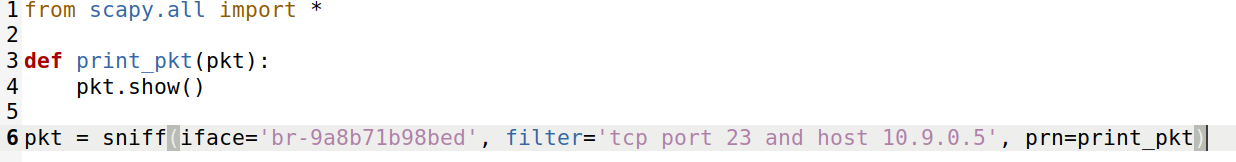 1 from scapy.all import *
2
3 def print_pkt(pkt):
4     pkt.show()
5
6 pkt = sniff(iface='br-9a8b71b98bed', filter='tcp port 23 and host 10.9.0.5', prn=print_pkt)